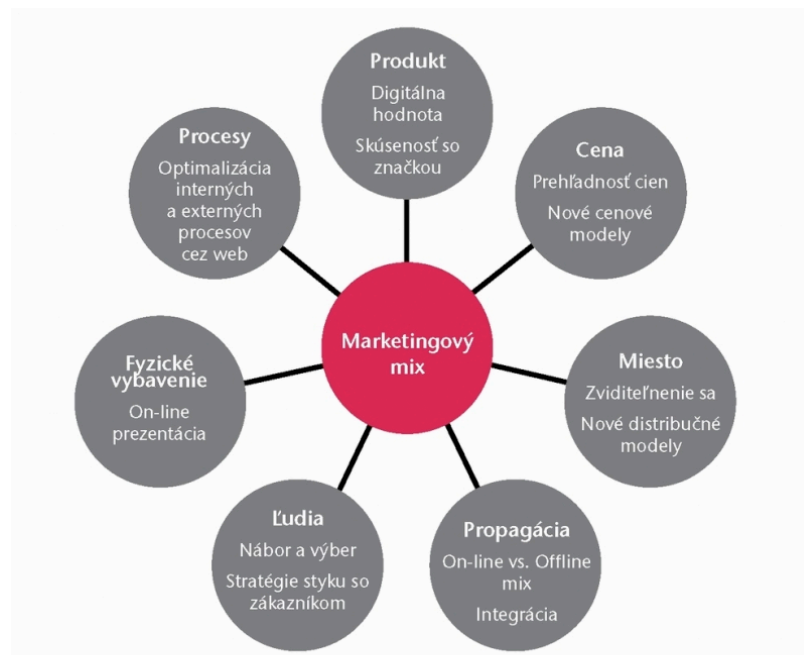 Produkt
Digitálna
hodnota
Skúsenosť so
značkou
Cena
Prehľadnosť cien
Nové cenové
modely
Miesto
Zviditeľnenie sa
Nové distribučné
modely
Propagácia
On-line vs. Offline
mix
Integrácia
Ľudia
Nábor a výber
Stratégie styku so
zákazníkom
Fyzické
vybavenie
On-line
prezentácia
Procesy
Optimalizácia
interných
a externých
procesov
cez web
Marketingový
mix